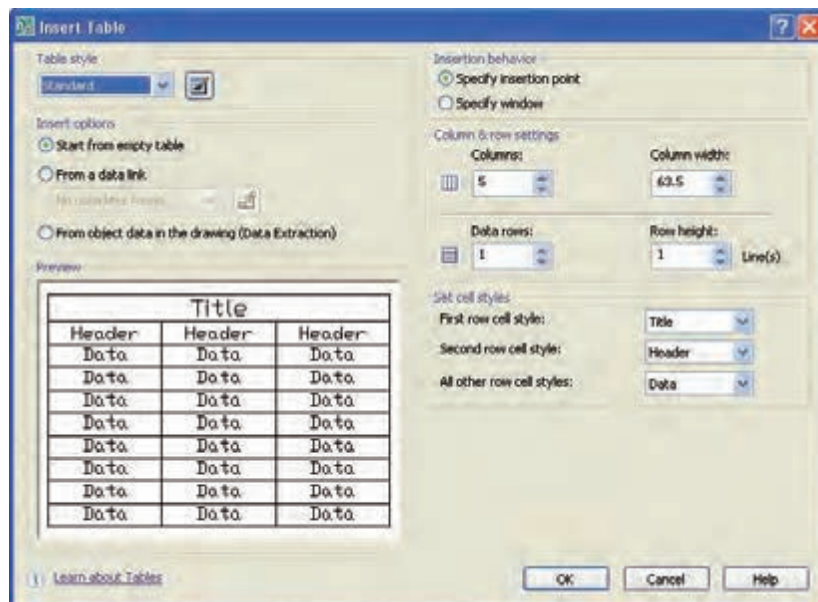 Insert Table
Table style
Standard
Insert options
Start from empty table
From a data link
From object data in the drawing (Data Extraction)
Preview
Title
Header Header Header
Data Data Data
Data Data Data
Data Data Data
Data Data Data
Data Data Data
Data Data Data
Data Data Data
Data Data Data
Learn about Tables
Insertion behavior
Specify insertion point
Specify window
Column & row settings
Columns: Column width:
5 63.5
Data rows: Row height:
1 1 Line(s)
Set cell styles
First row cell style: Title
Second row cell style: Header
All other row cell styles: Data
OK Cancel Help